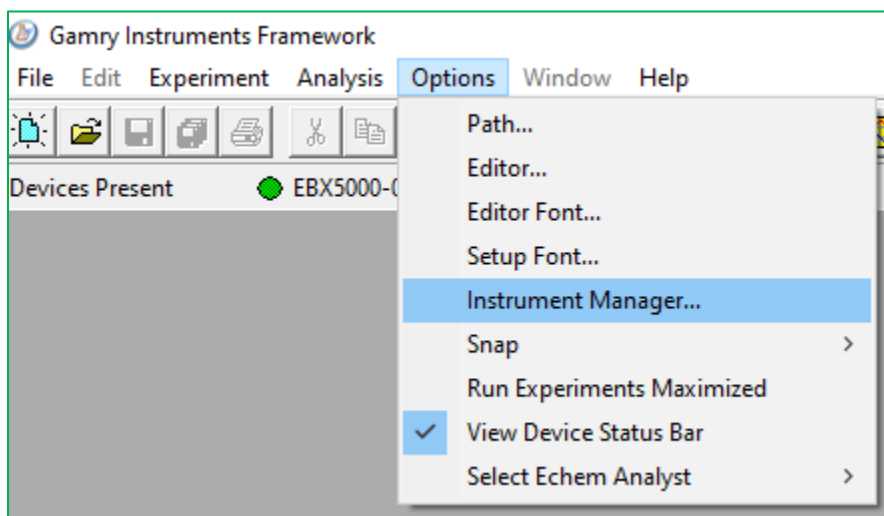 Gamry Instruments Framework
File Edit Experiment Analysis Options Window Help
Devices Present EBX5000-0
Path...
Editor...
Editor Font...
Setup Font...
Instrument Manager...
Snap
Run Experiments Maximized
View Device Status Bar
Select Echem Analyst